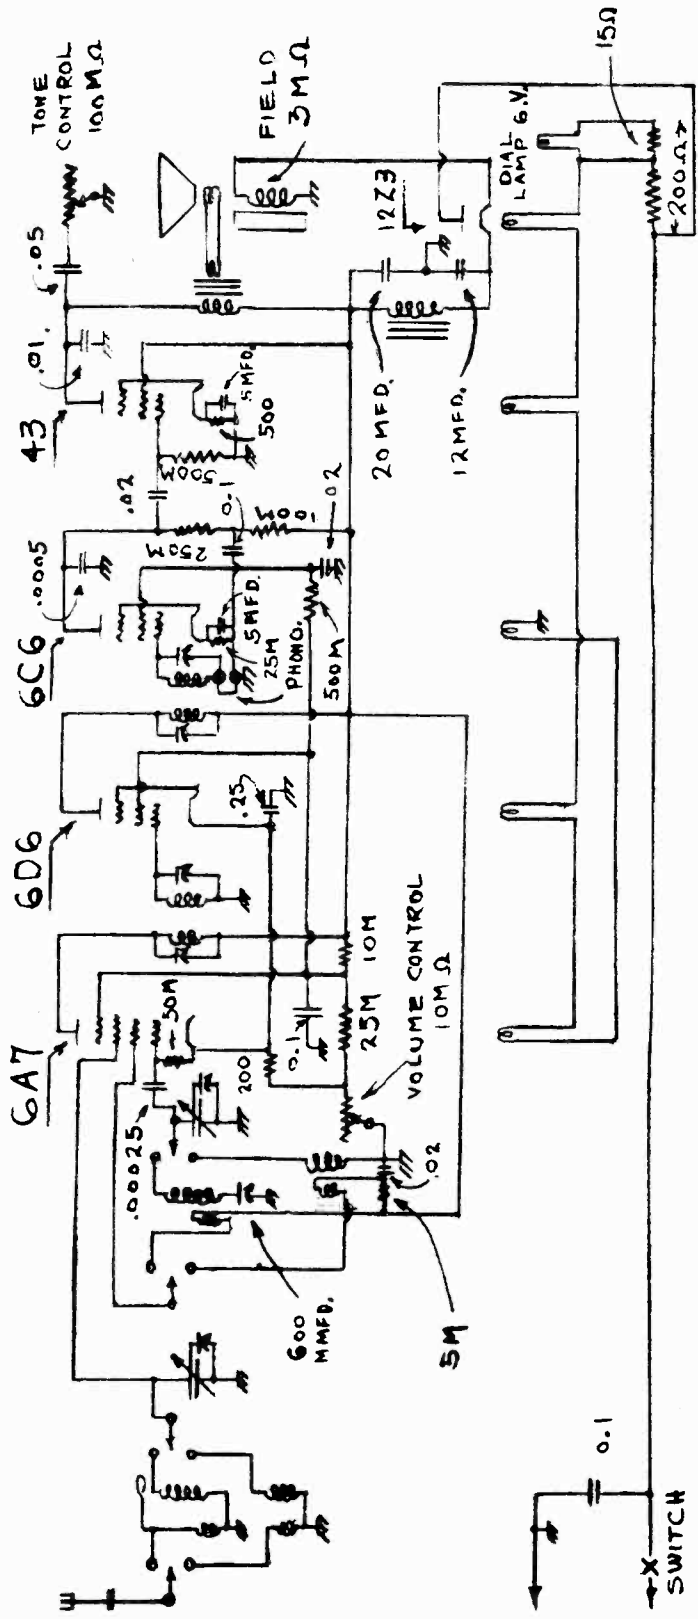 6A7
6D6
6C6
43
TONE
CONTROL
100MΩ
.05
.01
.0005
.02
500M
.5MFD.
500
250M
0.1
100M
.02
.5MFD.
25M
PHONO.
500M
FIELD
3MΩ
12Z3
20MFD.
12MFD.
DIAL
LAMP 6.V.
15Ω
200Ω
.25
50M
.00025
200
0.1
10M
25M
VOLUME CONTROL
10MΩ
.02
5M
600
MMFD.
0.1
SWITCH